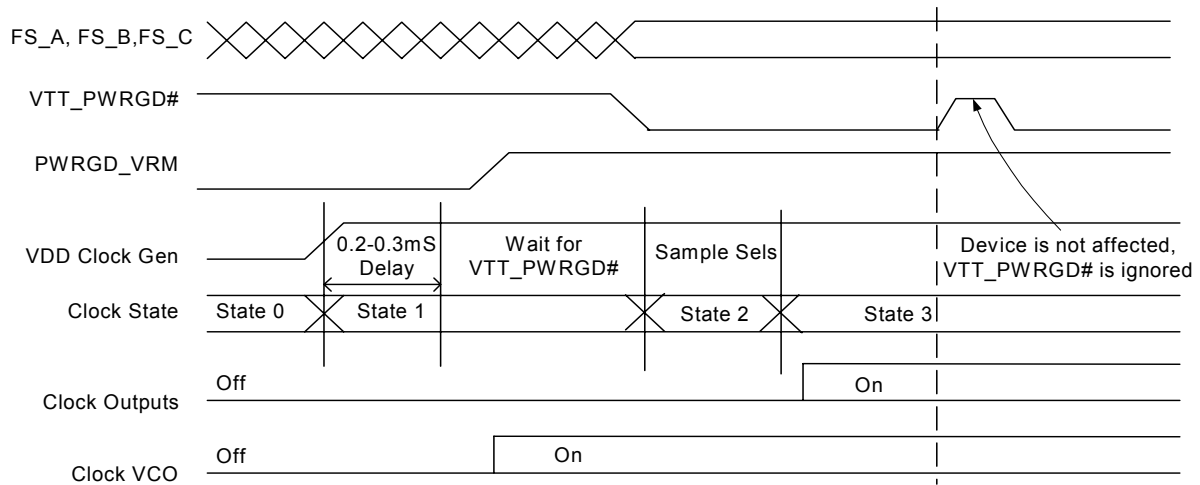 FS_A, FS_B,FS_C
VTT_PWRGD#
PWRGD_VRM
VDD Clock Gen
0.2-0.3mS
Delay
Wait for
VTT_PWRGD#
Sample Sels
Device is not affected,
VTT_PWRGD# is ignored
Clock State
State 0
State 1
State 2
State 3
Clock Outputs
Off
On
Clock VCO
Off
On